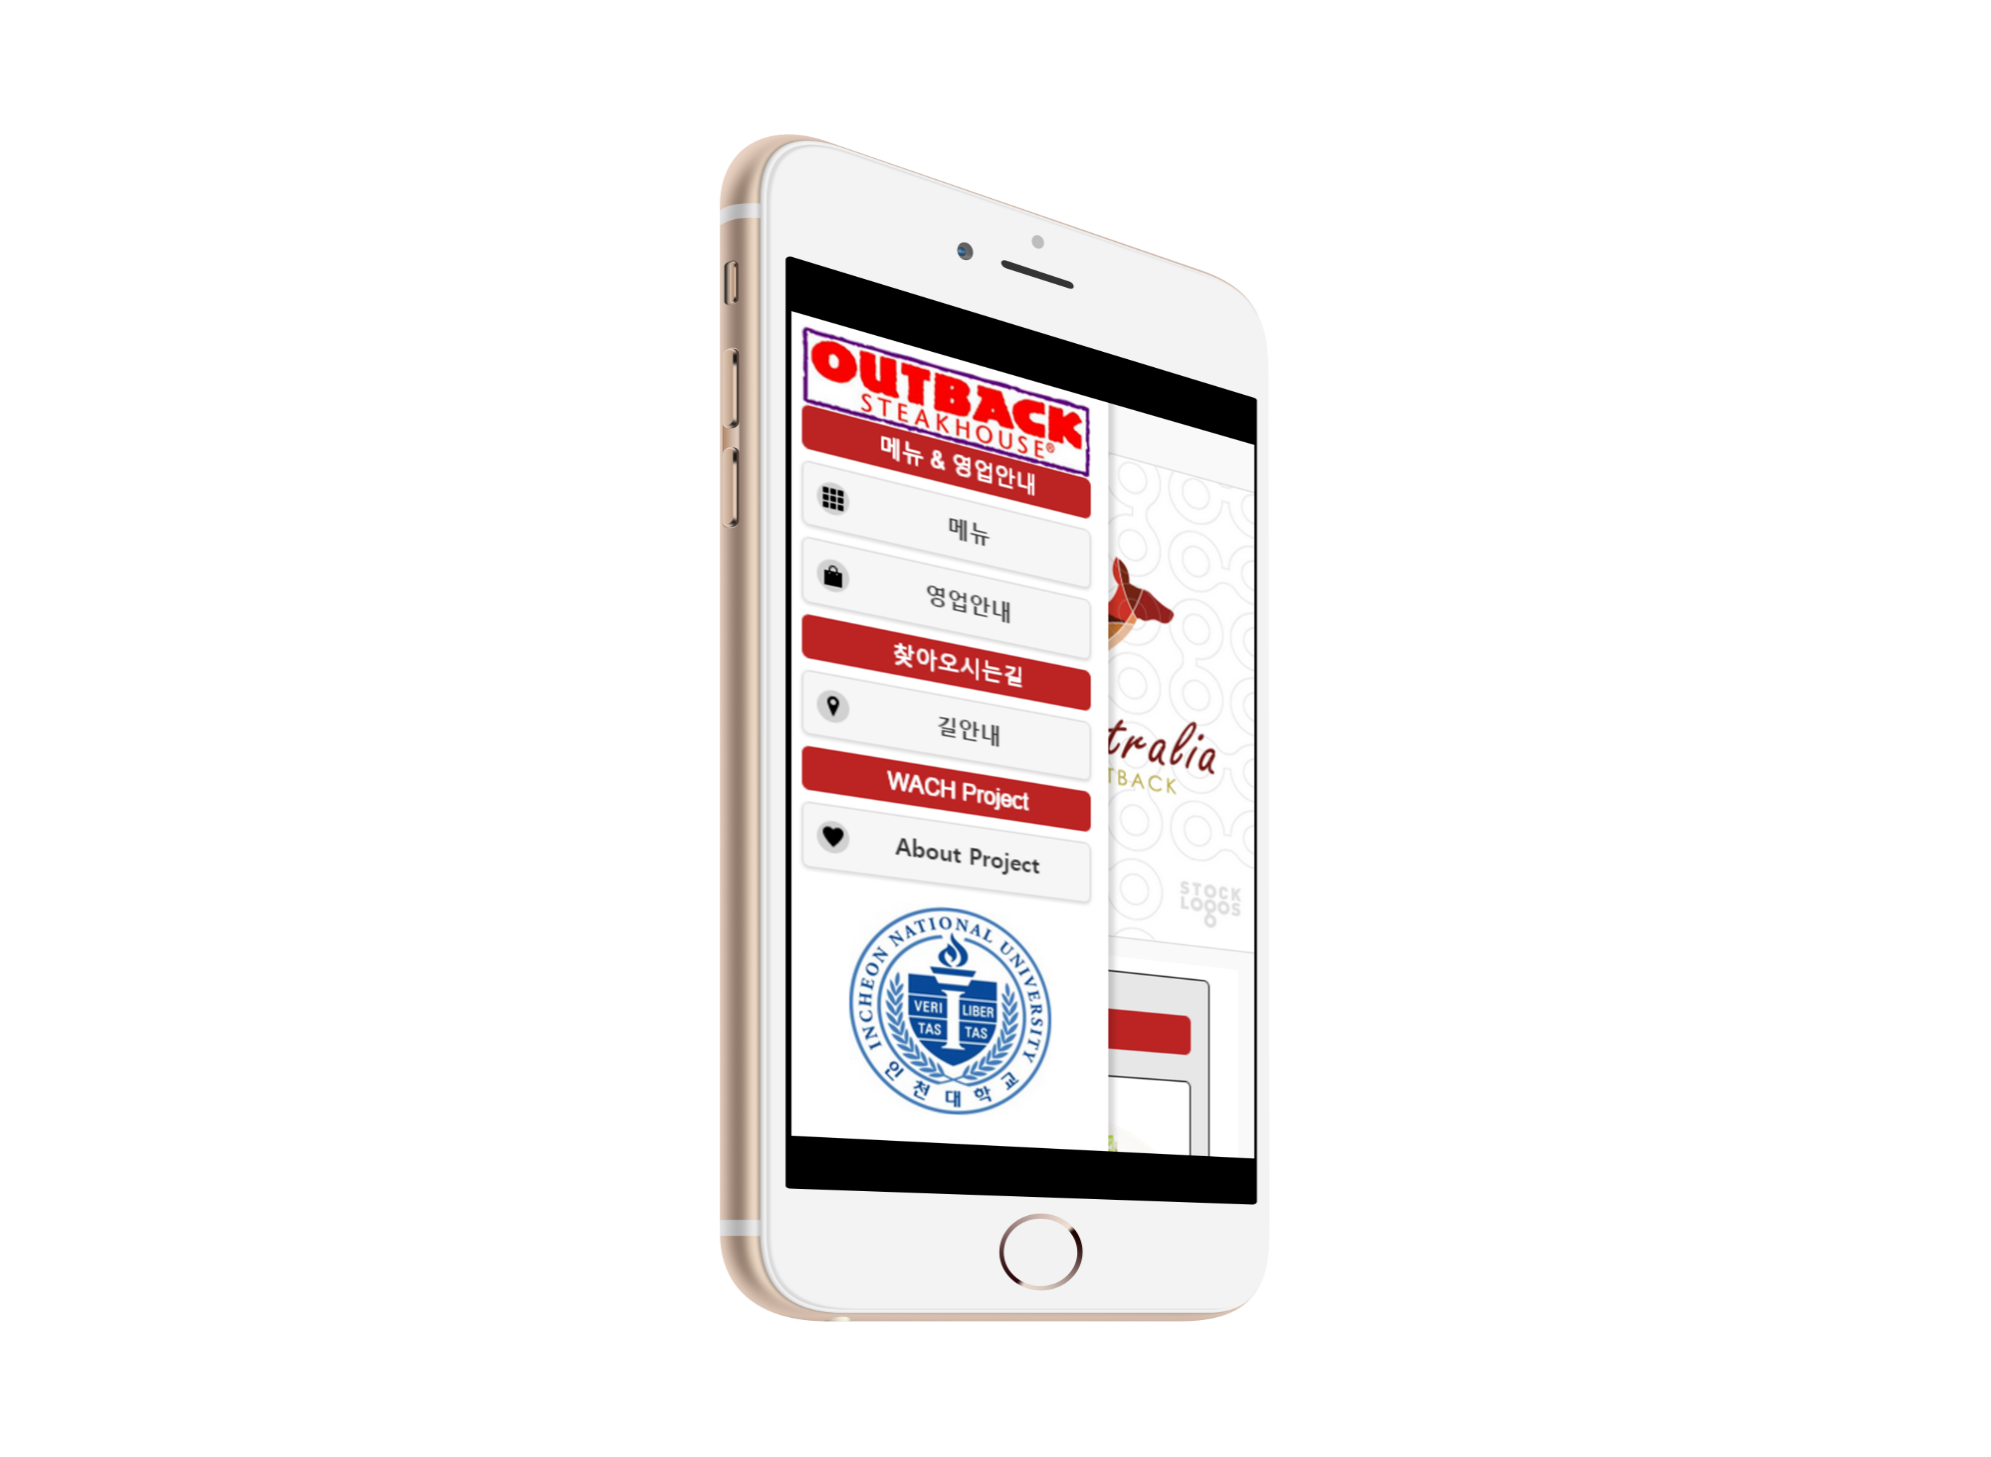 OUTBACK
STEAKHOUSE®
메뉴 & 영업안내
메뉴
영업안내
찾아오시는길
길안내
WACH Project
About Project
INCHEON NATIONAL UNIVERSITY
VERI LIBER
TAS TAS
인천대학교
tralia
TBACK
STOCK
LOGOS